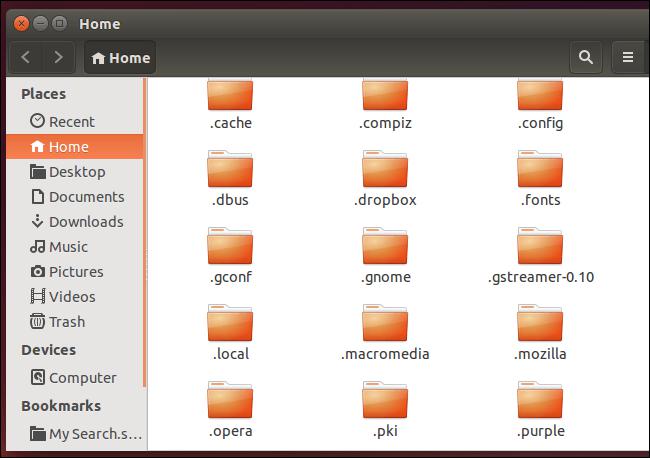 Home
Home
Places
Recent
Home
Desktop
Documents
Downloads
Music
Pictures
Videos
Trash
Devices
Computer
Bookmarks
My Search.s...
.cache .compiz .config
.dbus .dropbox .fonts
.gconf .gnome .gstreamer-0.10
.local .macromedia .mozilla
.opera .pki .purple